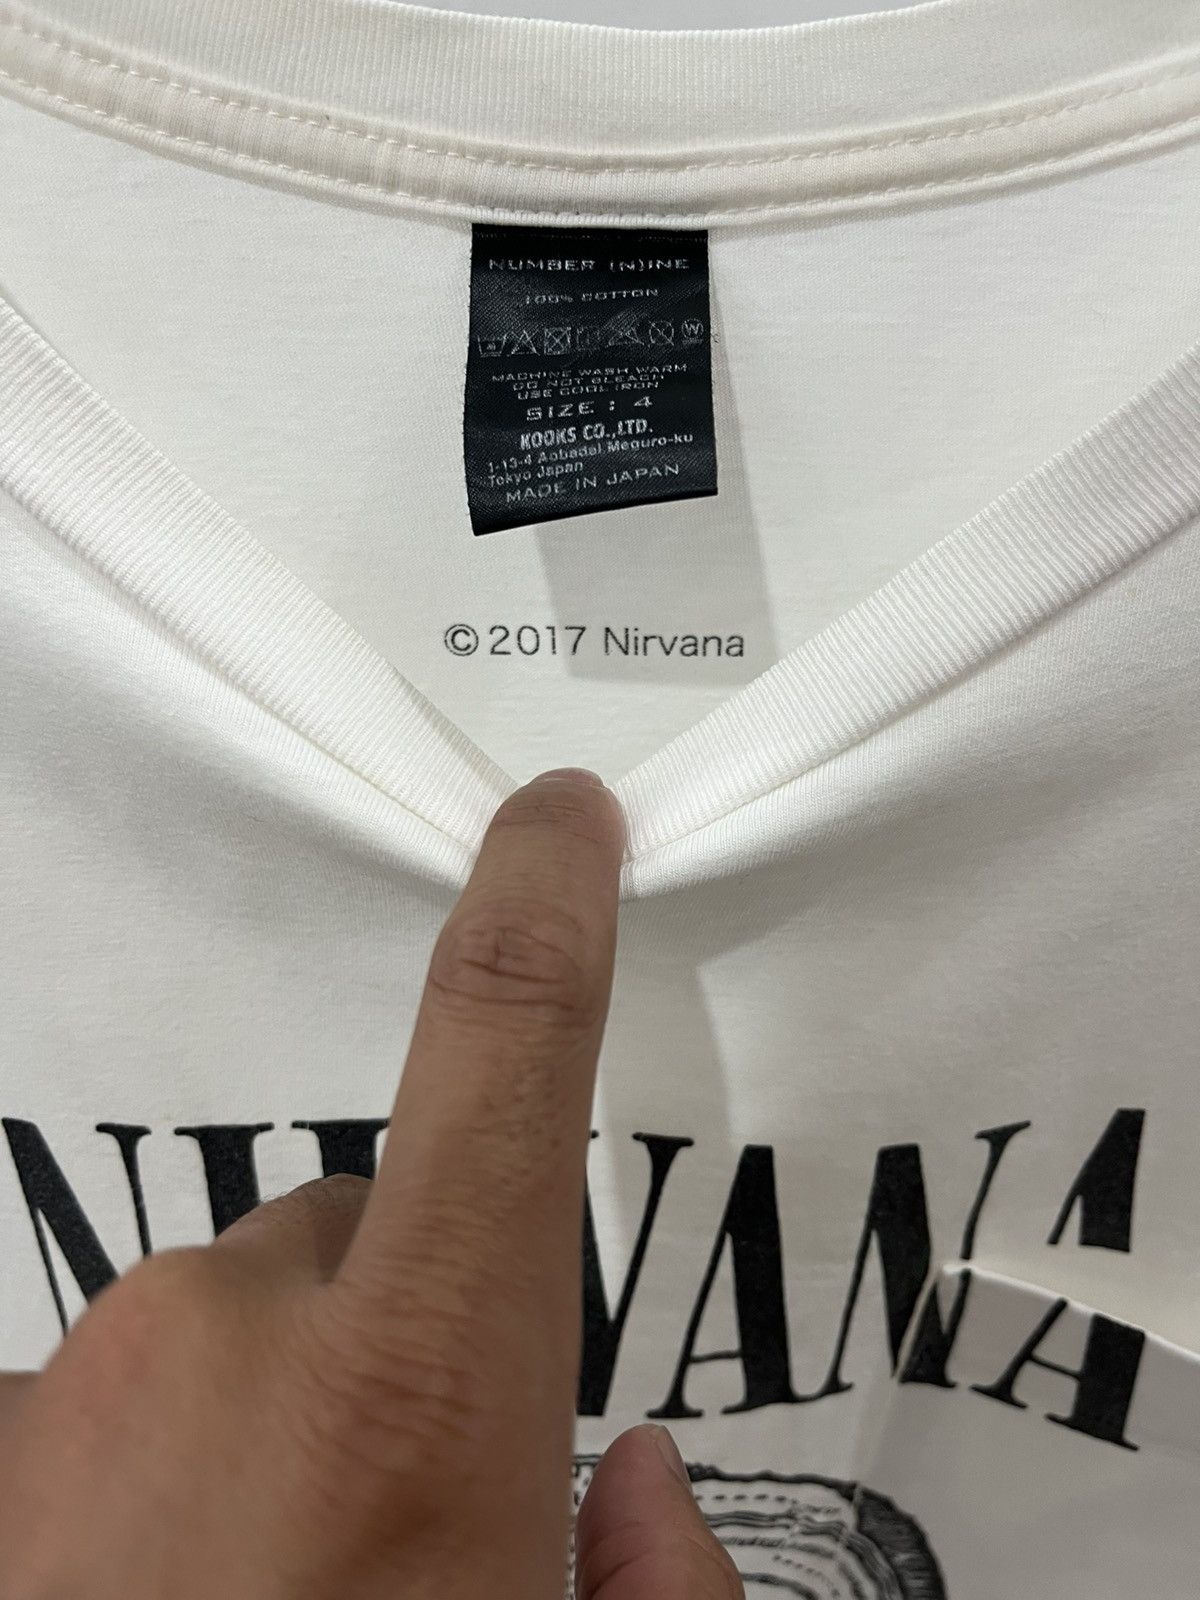 NUMBER (N)INE
100% COTTON
W
MACHINE WASH WARM
DO NOT BLEACH
USE COOL IRON
SIZE : 4
KOOKS CO.,LTD.
1-13-4 Aobadai Meguro-ku
Tokyo Japan
MADE IN JAPAN
© 2017 Nirvana
NIRVANA